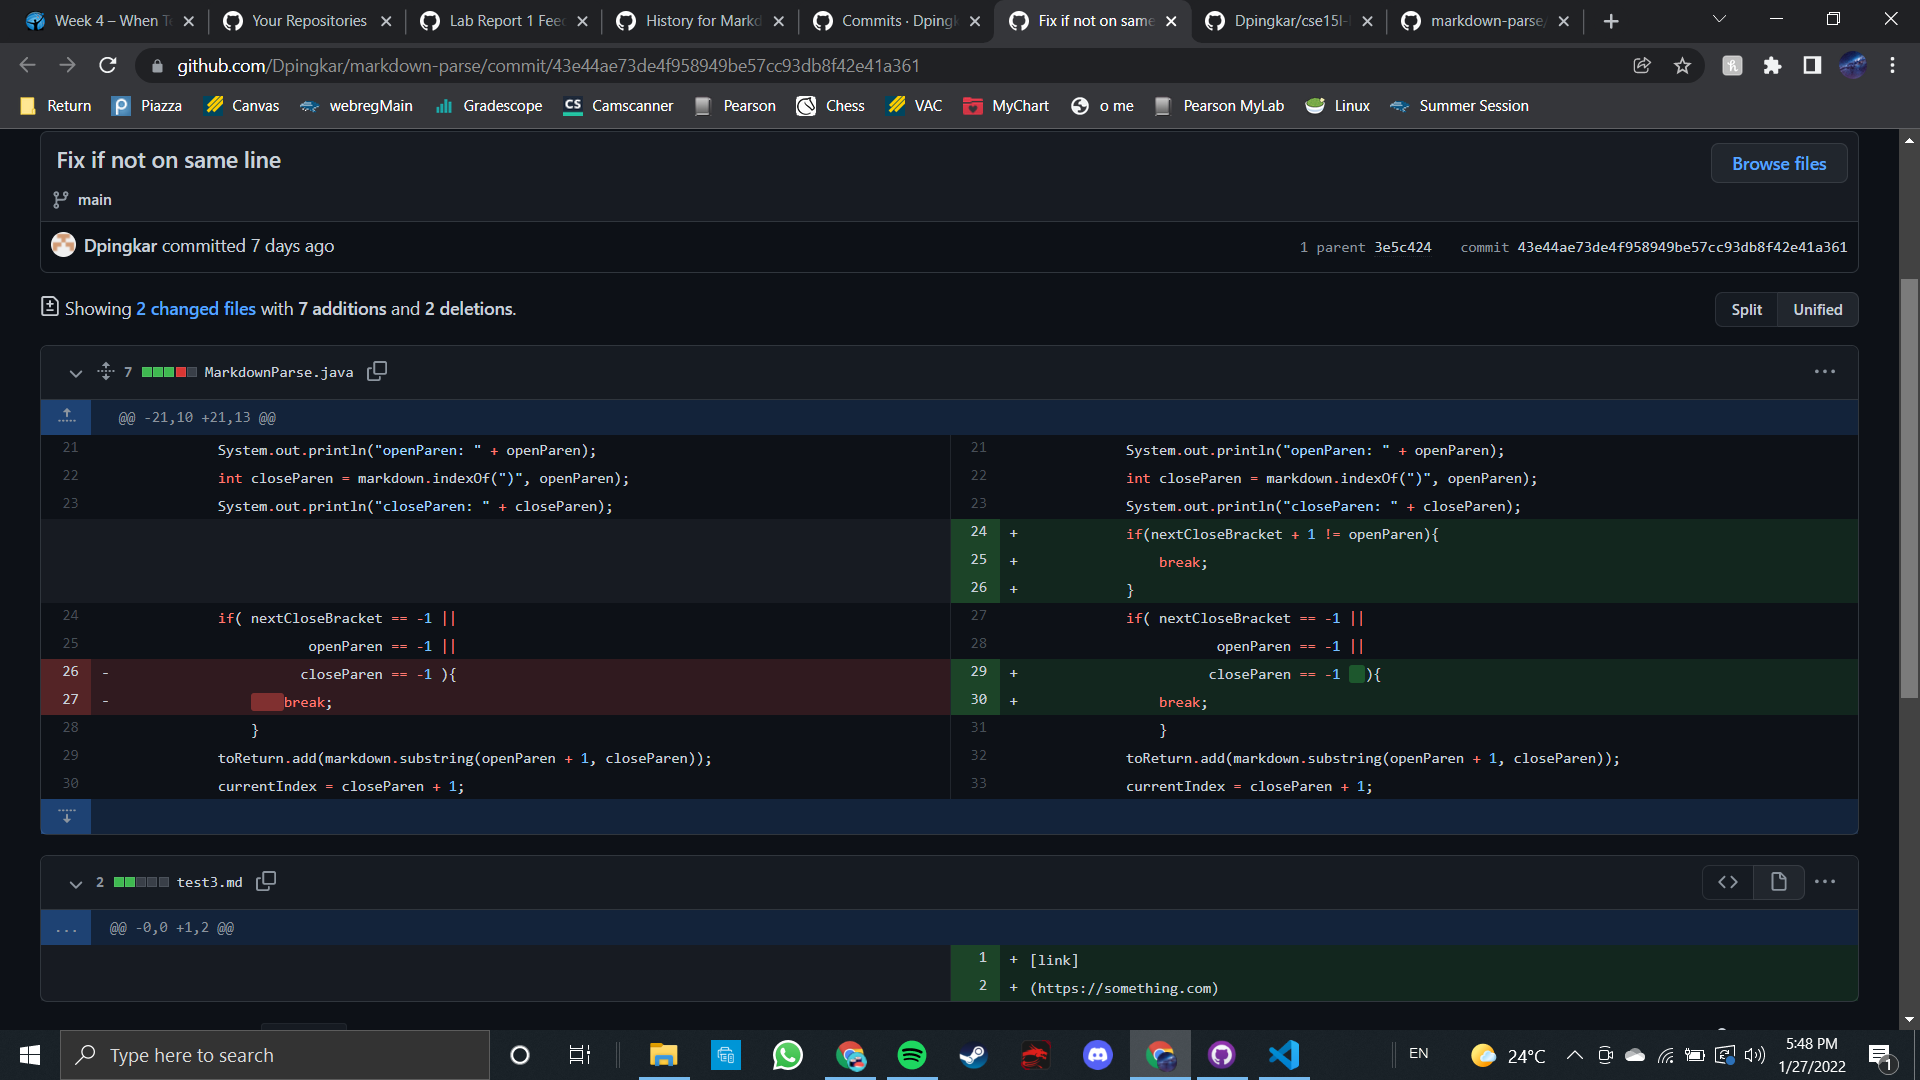 Week 4 – When Te
Your Repositories
Lab Report 1 Feed
History for Markd
Commits · Dpingk
Fix if not on same
Dpingkar/cse15l-l
markdown-parse/
github.com/Dpingkar/markdown-parse/commit/43e44ae73de4f958949be57cc93db8f42e41a361
Return Piazza Canvas webregMain Gradescope Camscanner Pearson Chess VAC MyChart o me Pearson MyLab Linux Summer Session
Fix if not on same line
Browse files
main
Dpingkar committed 7 days ago
1 parent 3e5c424 commit 43e44ae73de4f958949be57cc93db8f42e41a361
Showing 2 changed files with 7 additions and 2 deletions.
Split Unified
7 MarkdownParse.java
@@ -21,10 +21,13 @@
21 System.out.println("openParen: " + openParen); 21 System.out.println("openParen: " + openParen);
22 int closeParen = markdown.indexOf(")", openParen); 22 int closeParen = markdown.indexOf(")", openParen);
23 System.out.println("closeParen: " + closeParen); 23 System.out.println("closeParen: " + closeParen);
24 + if(nextCloseBracket + 1 != openParen){
25 + break;
26 + }
24 if( nextCloseBracket == -1 || 27 if( nextCloseBracket == -1 ||
25 openParen == -1 || 28 openParen == -1 ||
26 - closeParen == -1 ){ 29 + closeParen == -1 ){
27 - break; 30 + break;
28 } 31 }
29 toReturn.add(markdown.substring(openParen + 1, closeParen)); 32 toReturn.add(markdown.substring(openParen + 1, closeParen));
30 currentIndex = closeParen + 1; 33 currentIndex = closeParen + 1;
2 test3.md
@@ -0,0 +1,2 @@
1 + [link]
2 + (https://something.com)
Type here to search
EN
24°C
5:48 PM
1/27/2022
1